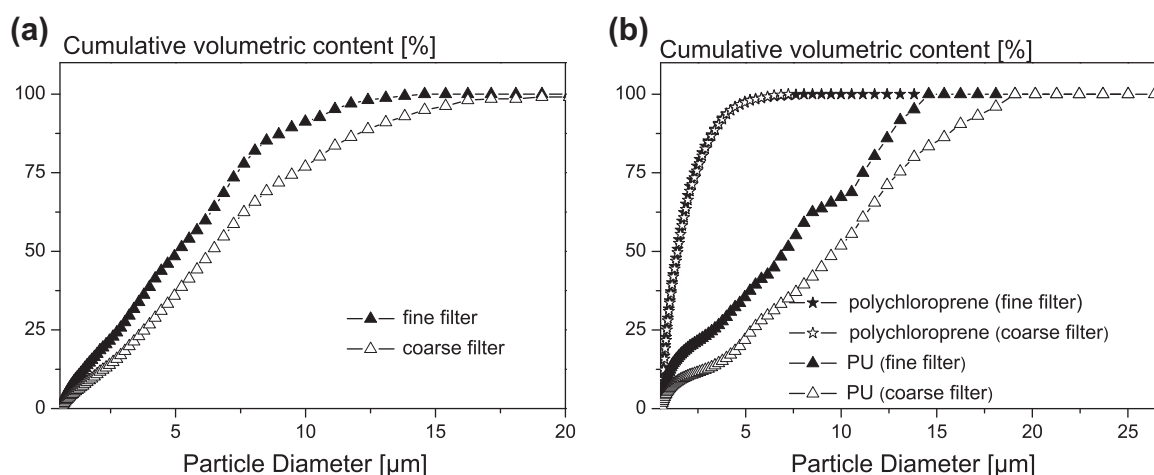 (a)
Cumulative volumetric content [%]
100
75
50
25
0
5
10
15
20
Particle Diameter [µm]
fine filter
coarse filter
(b)
Cumulative volumetric content [%]
100
75
50
25
0
5
10
15
20
25
Particle Diameter [µm]
polychloroprene (fine filter)
polychloroprene (coarse filter)
PU (fine filter)
PU (coarse filter)